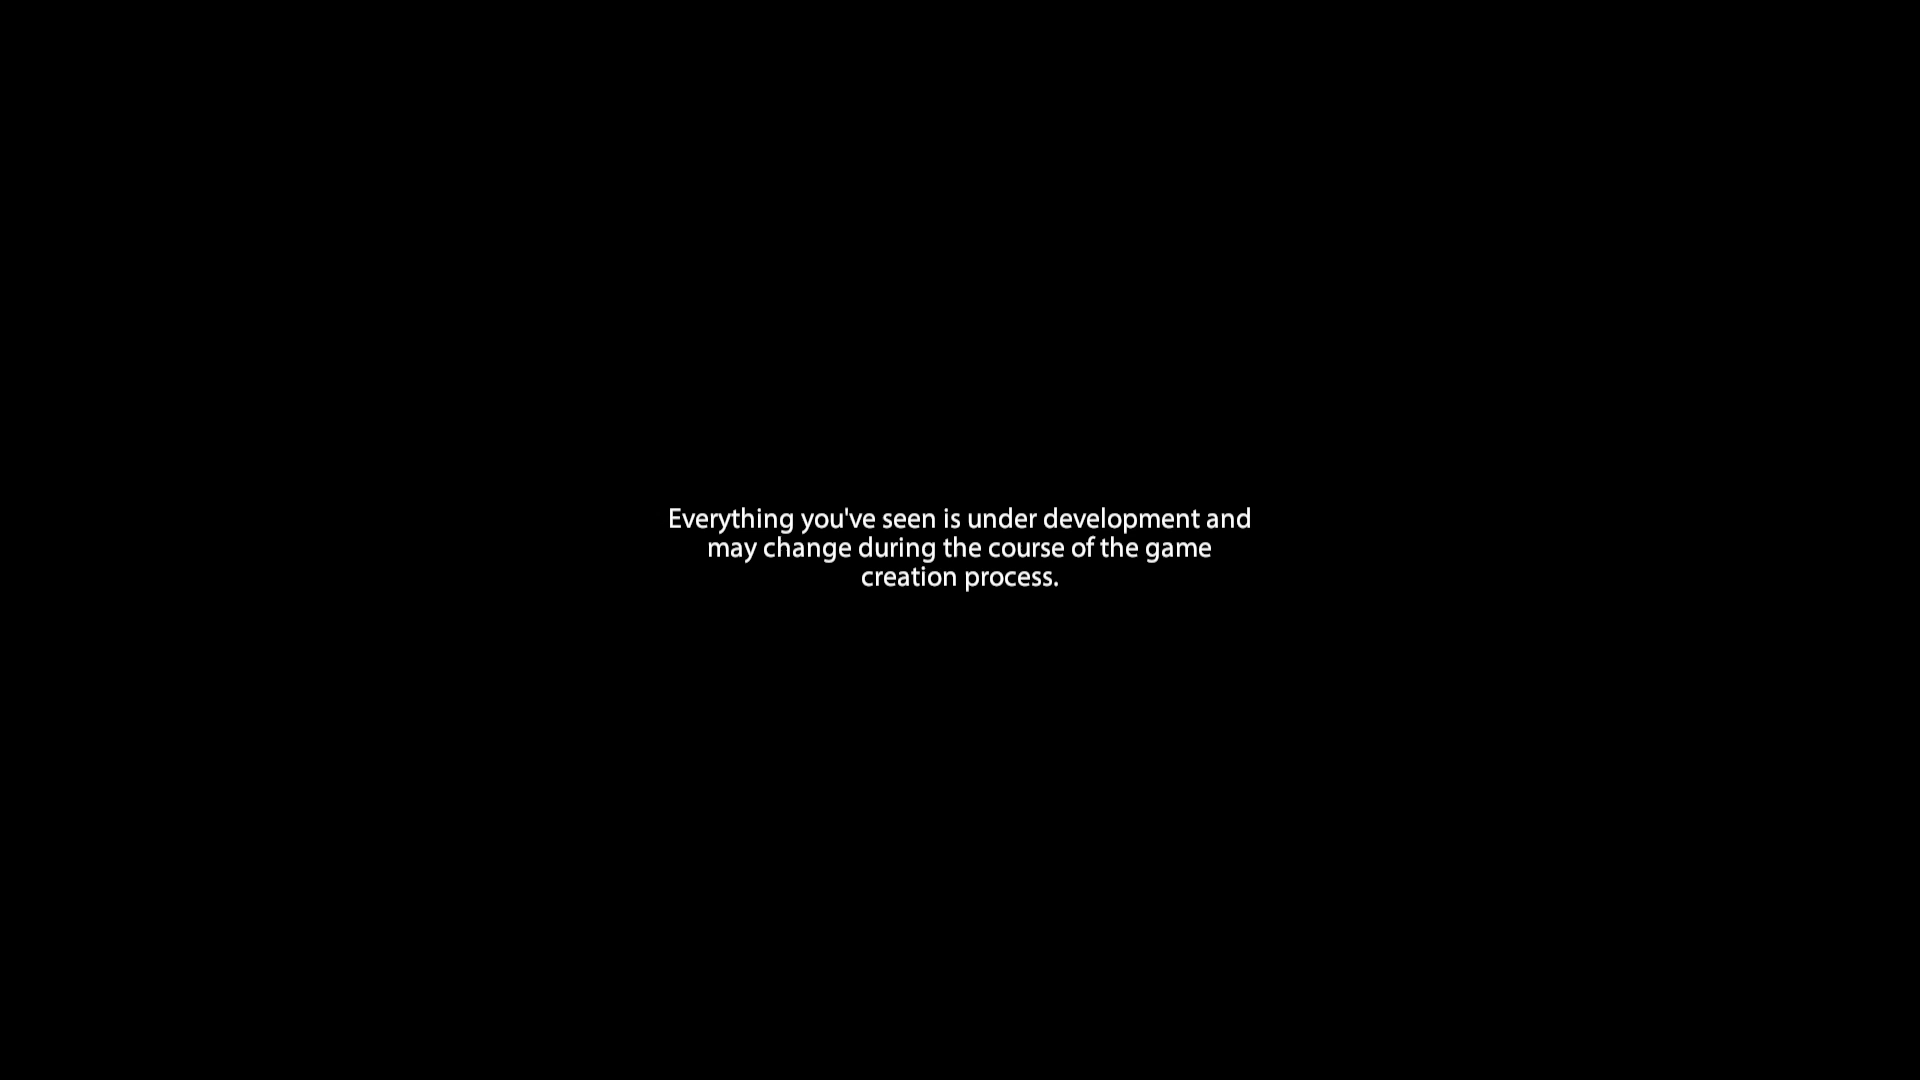 Everything you've seen is under development and
may change during the course of the game
creation process.